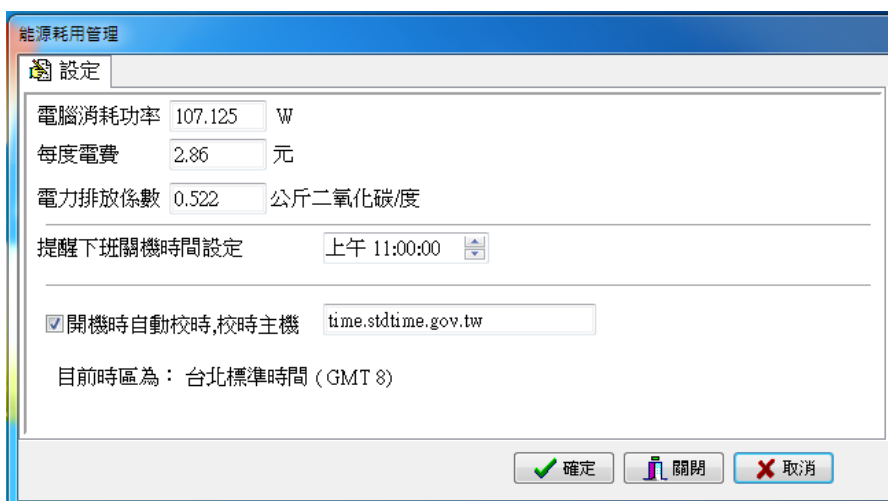 能源耗用管理
設定
電腦消耗功率 107.125 W
每度電費 2.86 元
電力排放係數 0.522 公斤二氧化碳/度
提醒下班關機時間設定 上午 11:00:00
開機時自動校時,校時主機 time.stdtime.gov.tw
目前時區為： 台北標準時間 ( GMT 8)
確定 關閉 取消